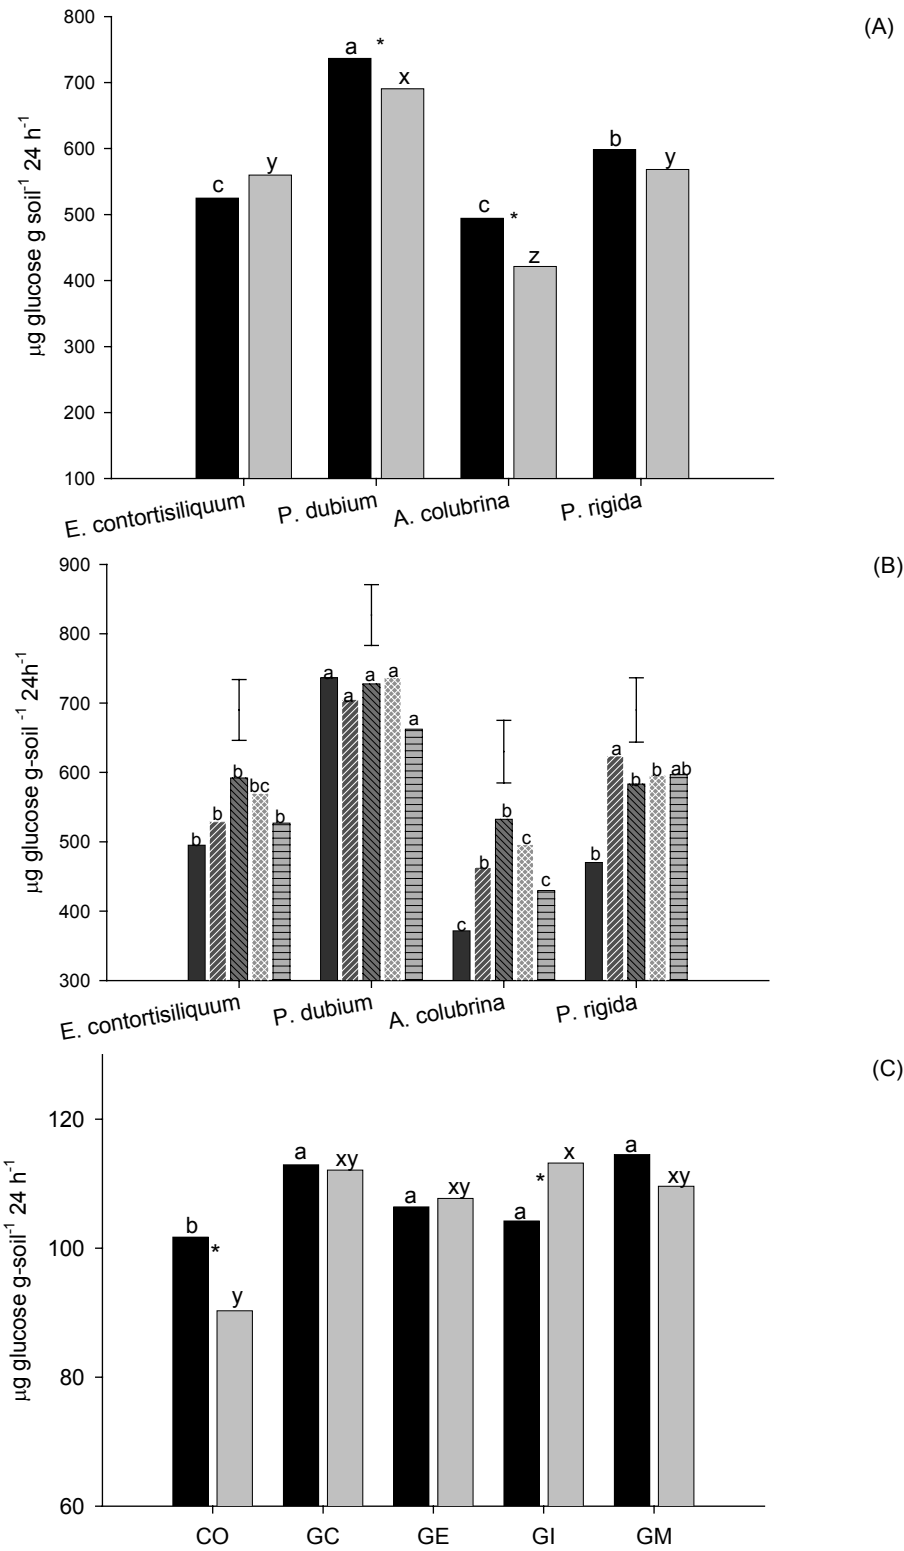 (A)
800
700
600
500
400
300
200
100
µg glucose g soil⁻¹ 24 h⁻¹
c y a * x c * z b y
E. contortisiliquum P. dubium A. colubrina P. rigida
(B)
900
800
700
600
500
400
300
µg glucose g-soil ⁻¹ 24h⁻¹
b b b bc b a a a a a c b b c c b a b b ab
E. contortisiliquum P. dubium A. colubrina P. rigida
(C)
120
100
80
60
µg glucose g-soil⁻¹ 24 h⁻¹
b * y a xy a xy a * x a xy
CO GC GE GI GM